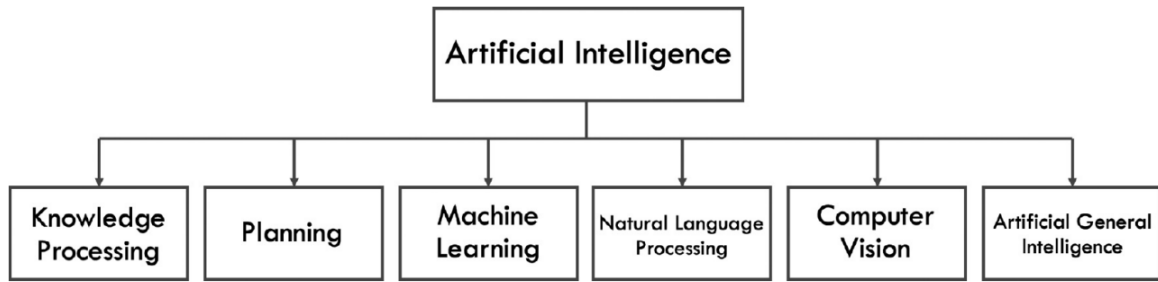 Artificial Intelligence
Knowledge
Processing
Planning
Machine
Learning
Natural Language
Processing
Computer
Vision
Artificial General
Intelligence